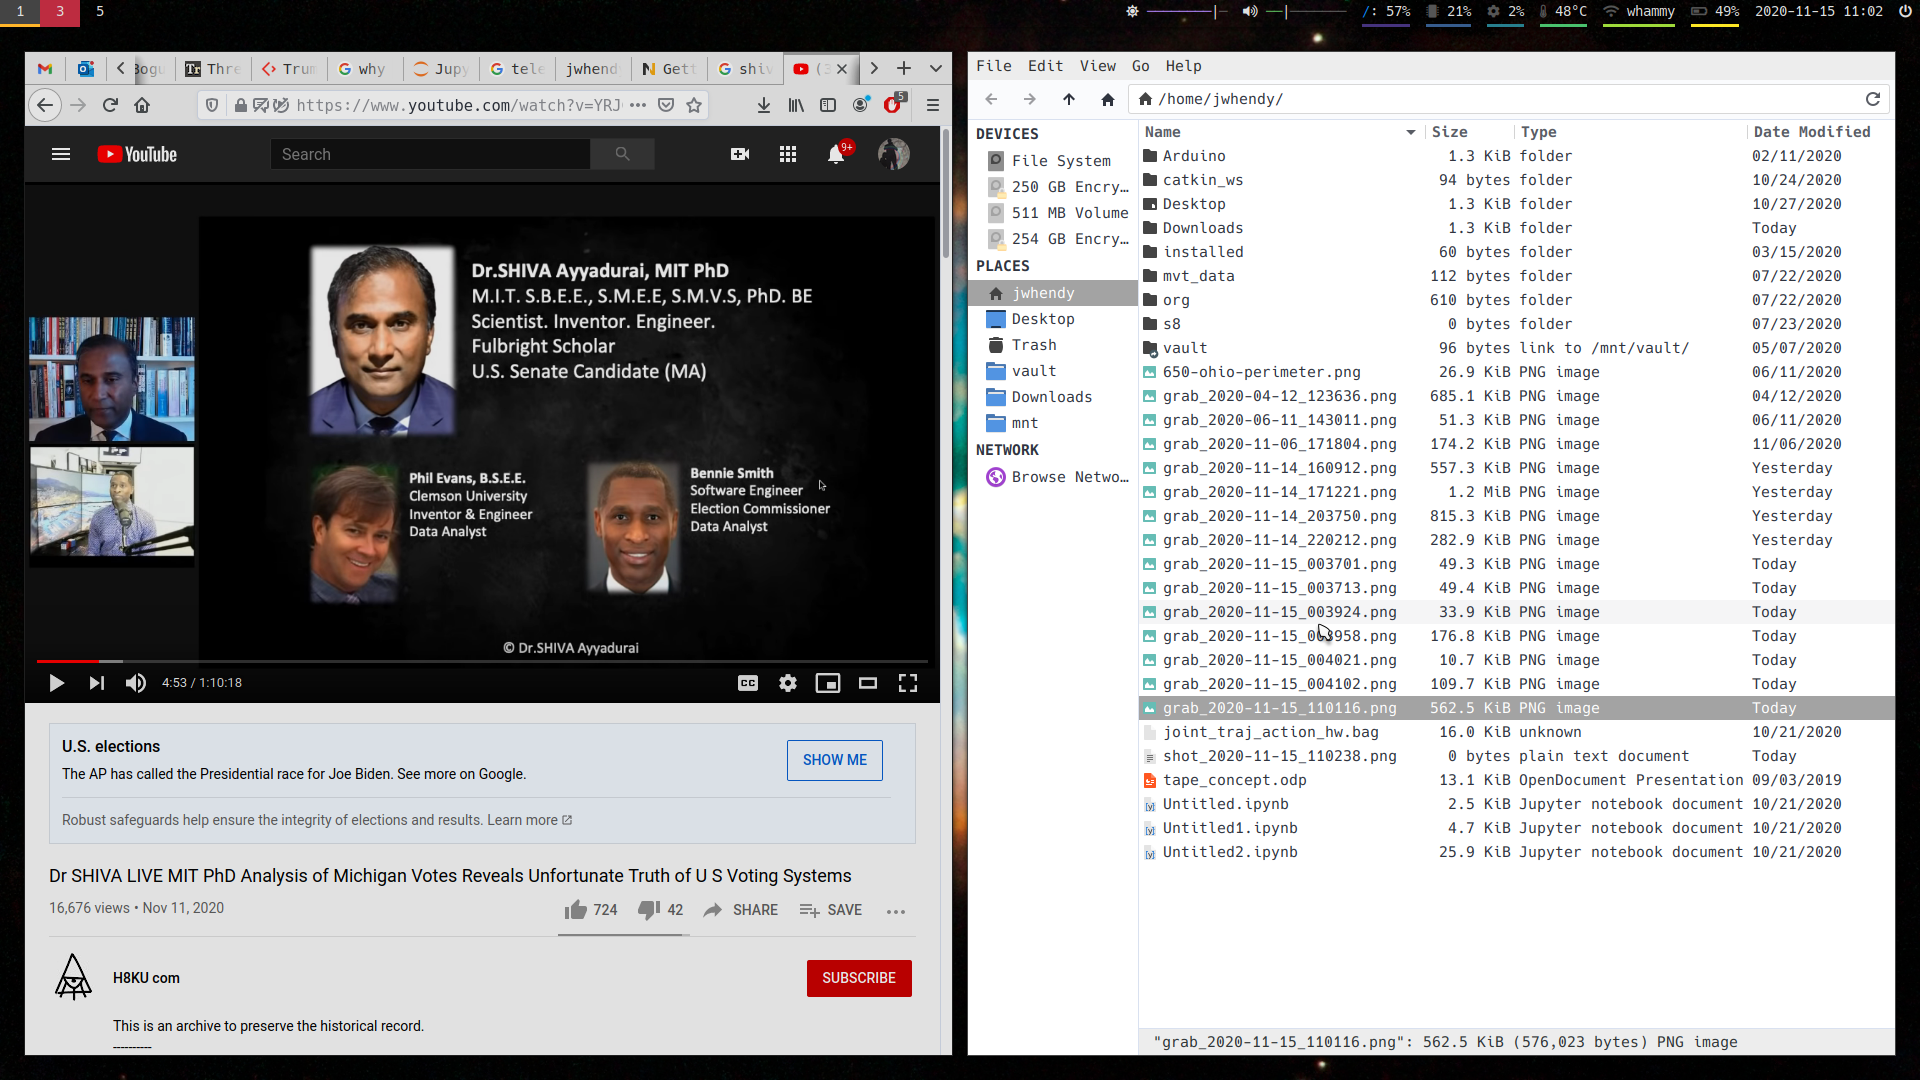 1 3 5
/: 57% 21% 2% 48°C whammy 49% 2020-11-15 11:02
Bogu Thre Trum why Jupy tele jwhend Gett shiv (3
https://www.youtube.com/watch?v=YRJ
5
YouTube
Search
9+
Dr.SHIVA Ayyadurai, MIT PhD
M.I.T. S.B.E.E., S.M.E.E, S.M.V.S, PhD. BE
Scientist. Inventor. Engineer.
Fulbright Scholar
U.S. Senate Candidate (MA)
Phil Evans, B.S.E.E.
Clemson University
Inventor & Engineer
Data Analyst
Bennie Smith
Software Engineer
Election Commissioner
Data Analyst
© Dr.SHIVA Ayyadurai
4:53 / 1:10:18
CC
U.S. elections
The AP has called the Presidential race for Joe Biden. See more on Google.
SHOW ME
Robust safeguards help ensure the integrity of elections and results. Learn more
Dr SHIVA LIVE MIT PhD Analysis of Michigan Votes Reveals Unfortunate Truth of U S Voting Systems
16,676 views • Nov 11, 2020
724 42 SHARE SAVE
H8KU com
SUBSCRIBE
This is an archive to preserve the historical record.
----------
File Edit View Go Help
/home/jwhendy/
DEVICES
File System
250 GB Encry…
511 MB Volume
254 GB Encry…
PLACES
jwhendy
Desktop
Trash
vault
Downloads
mnt
NETWORK
Browse Netwo…
Name Size Type Date Modified
Arduino 1.3 KiB folder 02/11/2020
catkin_ws 94 bytes folder 10/24/2020
Desktop 1.3 KiB folder 10/27/2020
Downloads 1.3 KiB folder Today
installed 60 bytes folder 03/15/2020
mvt_data 112 bytes folder 07/22/2020
org 610 bytes folder 07/22/2020
s8 0 bytes folder 07/23/2020
vault 96 bytes link to /mnt/vault/ 05/07/2020
650-ohio-perimeter.png 26.9 KiB PNG image 06/11/2020
grab_2020-04-12_123636.png 685.1 KiB PNG image 04/12/2020
grab_2020-06-11_143011.png 51.3 KiB PNG image 06/11/2020
grab_2020-11-06_171804.png 174.2 KiB PNG image 11/06/2020
grab_2020-11-14_160912.png 557.3 KiB PNG image Yesterday
grab_2020-11-14_171221.png 1.2 MiB PNG image Yesterday
grab_2020-11-14_203750.png 815.3 KiB PNG image Yesterday
grab_2020-11-14_220212.png 282.9 KiB PNG image Yesterday
grab_2020-11-15_003701.png 49.3 KiB PNG image Today
grab_2020-11-15_003713.png 49.4 KiB PNG image Today
grab_2020-11-15_003924.png 33.9 KiB PNG image Today
grab_2020-11-15_003958.png 176.8 KiB PNG image Today
grab_2020-11-15_004021.png 10.7 KiB PNG image Today
grab_2020-11-15_004102.png 109.7 KiB PNG image Today
grab_2020-11-15_110116.png 562.5 KiB PNG image Today
joint_traj_action_hw.bag 16.0 KiB unknown 10/21/2020
shot_2020-11-15_110238.png 0 bytes plain text document Today
tape_concept.odp 13.1 KiB OpenDocument Presentation 09/03/2019
Untitled.ipynb 2.5 KiB Jupyter notebook document 10/21/2020
Untitled1.ipynb 4.7 KiB Jupyter notebook document 10/21/2020
Untitled2.ipynb 25.9 KiB Jupyter notebook document 10/21/2020
"grab_2020-11-15_110116.png": 562.5 KiB (576,023 bytes) PNG image